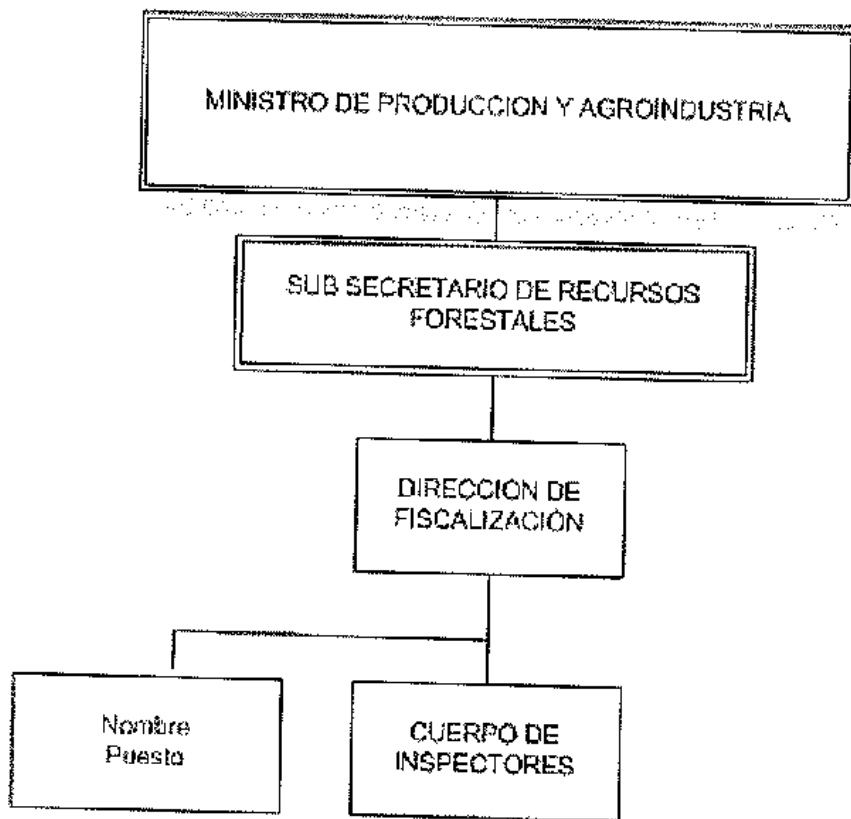 MINISTRO DE PRODUCCION Y AGROINDUSTRIA
SUB SECRETARIO DE RECURSOS
FORESTALES
DIRECCION DE
FISCALIZACIÓN
Nombre
Puesto
CUERPO DE
INSPECTORES